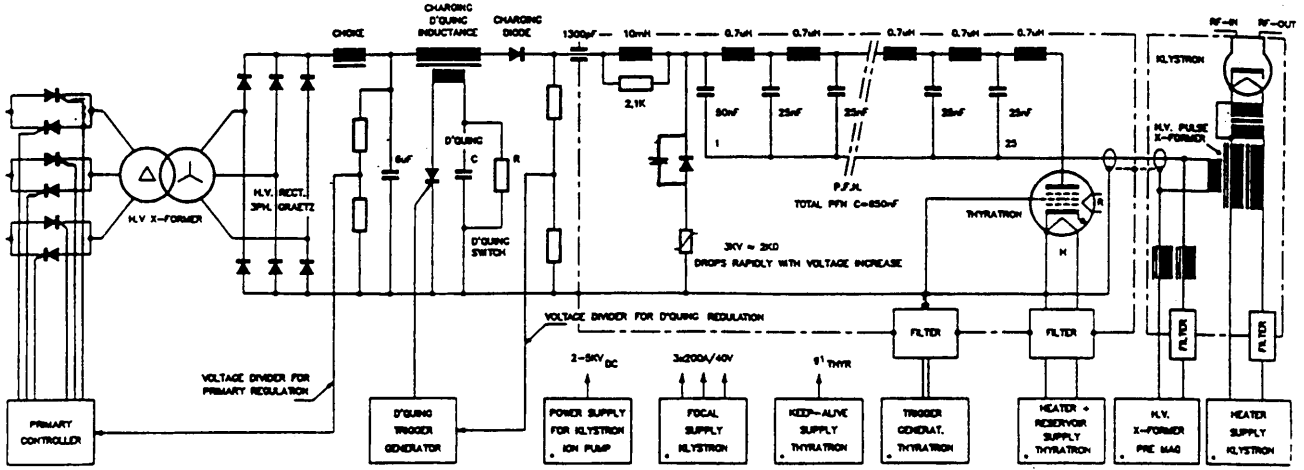 CHOKE
CHARGING
D'QUING
INDUCTANCE
CHARGING
DIODE
1300pF
10mH
0.7uH
0.7uH
0.7uH
0.7uH
0.7uH
RF-IN
RF-OUT
KLYSTRON
2,1K
50nF
25nF
25nF
25nF
25nF
1
25
6uF
D'QUING
C
R
D'QUING
SWITCH
H.V. RECT.
3PH. GRAETZ
H.V X-FORMER
P.F.N.
TOTAL PFN C=650nF
THYRATRON
R
H
H.V. PULSE
X-FORMER
3KV ≈ 2KΩ
DROPS RAPIDLY WITH VOLTAGE INCREASE
VOLTAGE DIVIDER FOR D'QUING REGULATION
FILTER
FILTER
FILTER
FILTER
VOLTAGE DIVIDER FOR
PRIMARY REGULATION
2-5KV DC
3x200A/40V
g1 THYR
PRIMARY
CONTROLLER
D'QUING
TRIGGER
GENERATOR
POWER SUPPLY
FOR KLYSTRON
ION PUMP
FOCAL
SUPPLY
KLYSTRON
KEEP-ALIVE
SUPPLY
THYRATRON
TRIGGER
GENERAT.
THYRATRON
HEATER +
RESERVOIR
SUPPLY
THYRATRON
H.V.
X-FORMER
PRE MAG
HEATER
SUPPLY
KLYSTRON